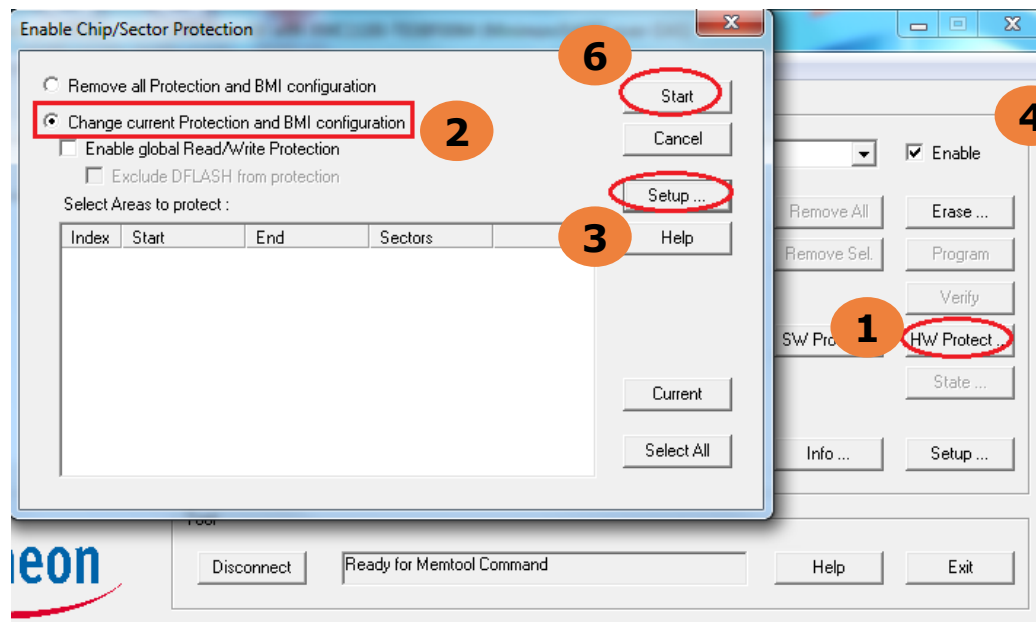 Enable Chip/Sector Protection
6
Remove all Protection and BMI configuration
Start
Change current Protection and BMI configuration
2
4
Cancel
Enable global Read/Write Protection
Enable
Exclude DFLASH from protection
Setup ...
Select Areas to protect :
Remove All
Erase ...
Index Start End Sectors
3
Help
Remove Sel.
Program
Verify
SW Pro
1
HW Protect ...
State ...
Current
Select All
Info ...
Setup ...
Tool
eon
Disconnect
Ready for Memtool Command
Help
Exit